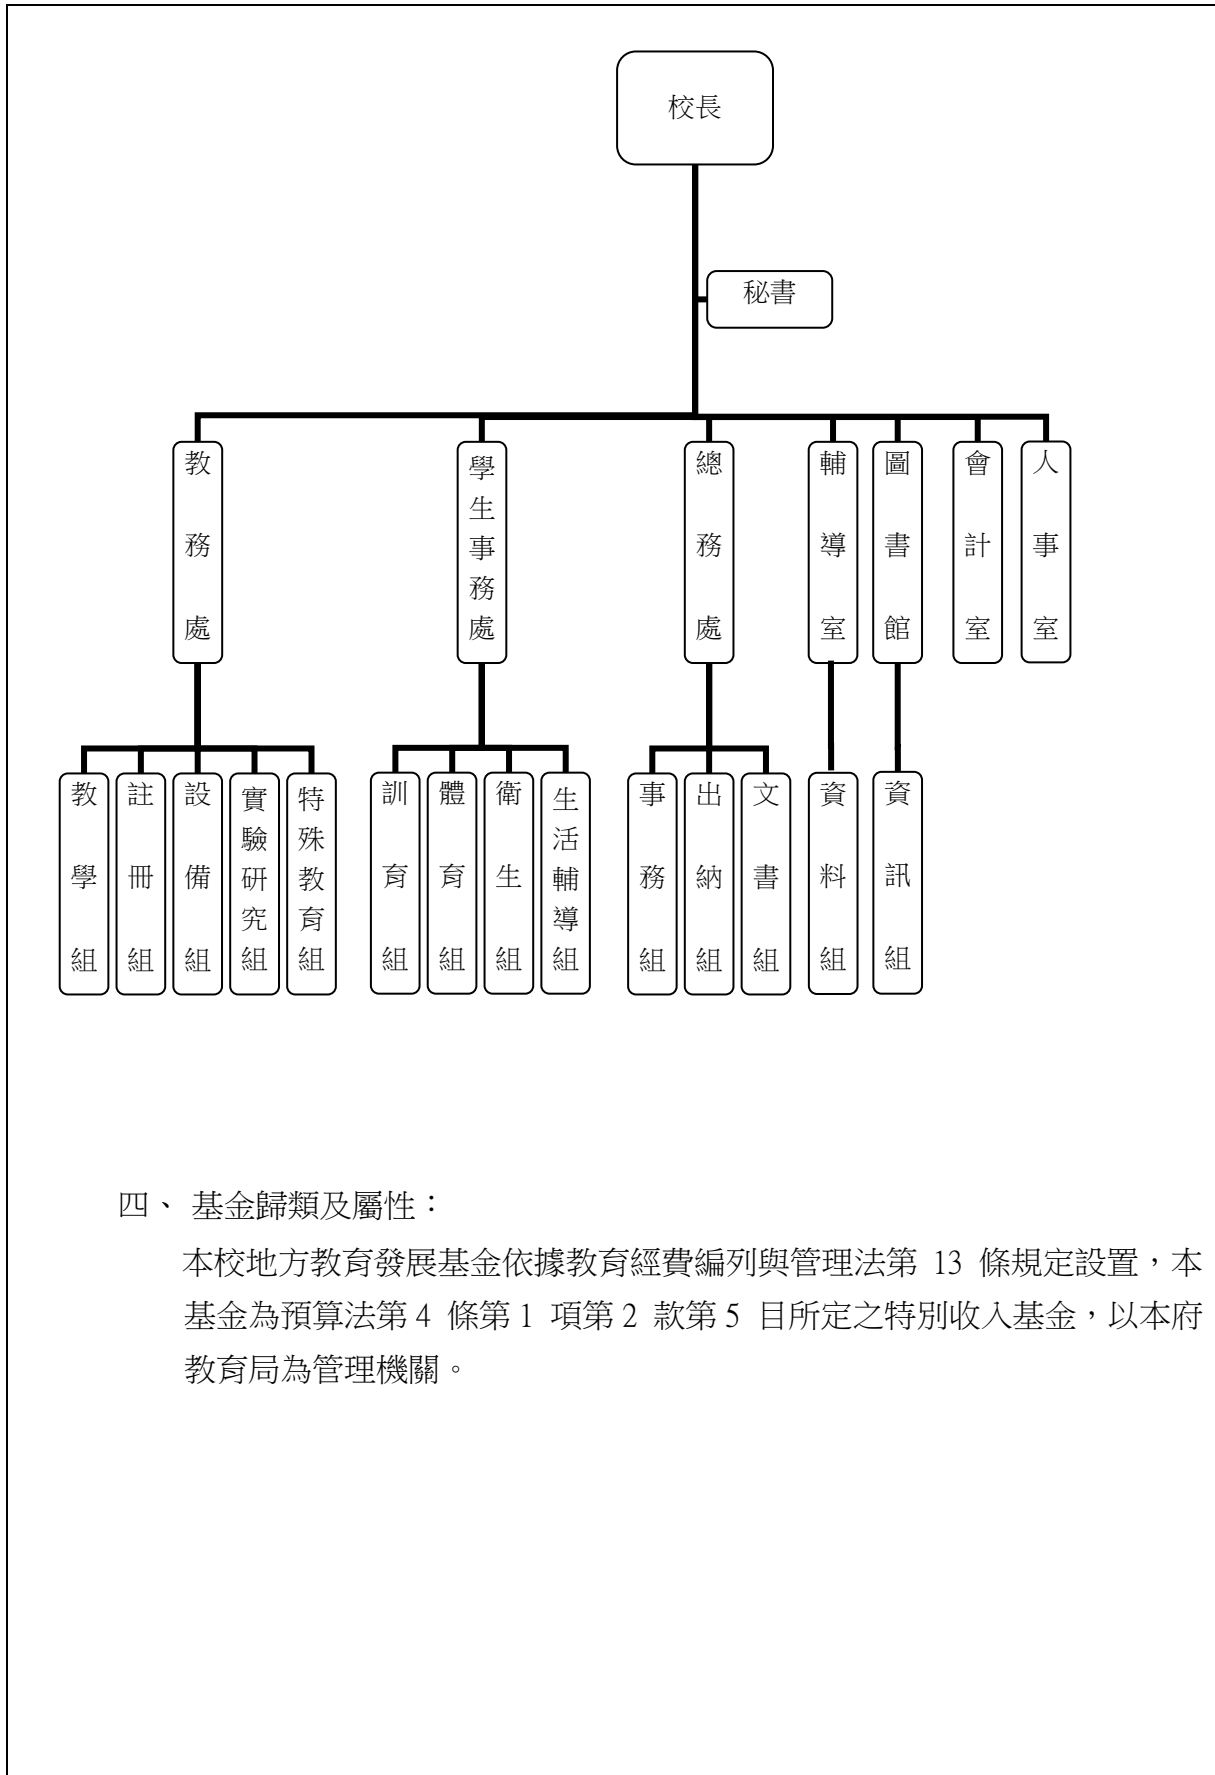 校長
秘書
教務處
學生事務處
總務處
輔導室
圖書館
會計室
人事室
教學組
註冊組
設備組
實驗研究組
特殊教育組
訓育組
體育組
衛生組
生活輔導組
事務組
出納組
文書組
資料組
資訊組
四、 基金歸類及屬性：
本校地方教育發展基金依據教育經費編列與管理法第 13 條規定設置，本
基金為預算法第 4 條第 1 項第 2 款第 5 目所定之特別收入基金，以本府
教育局為管理機關。